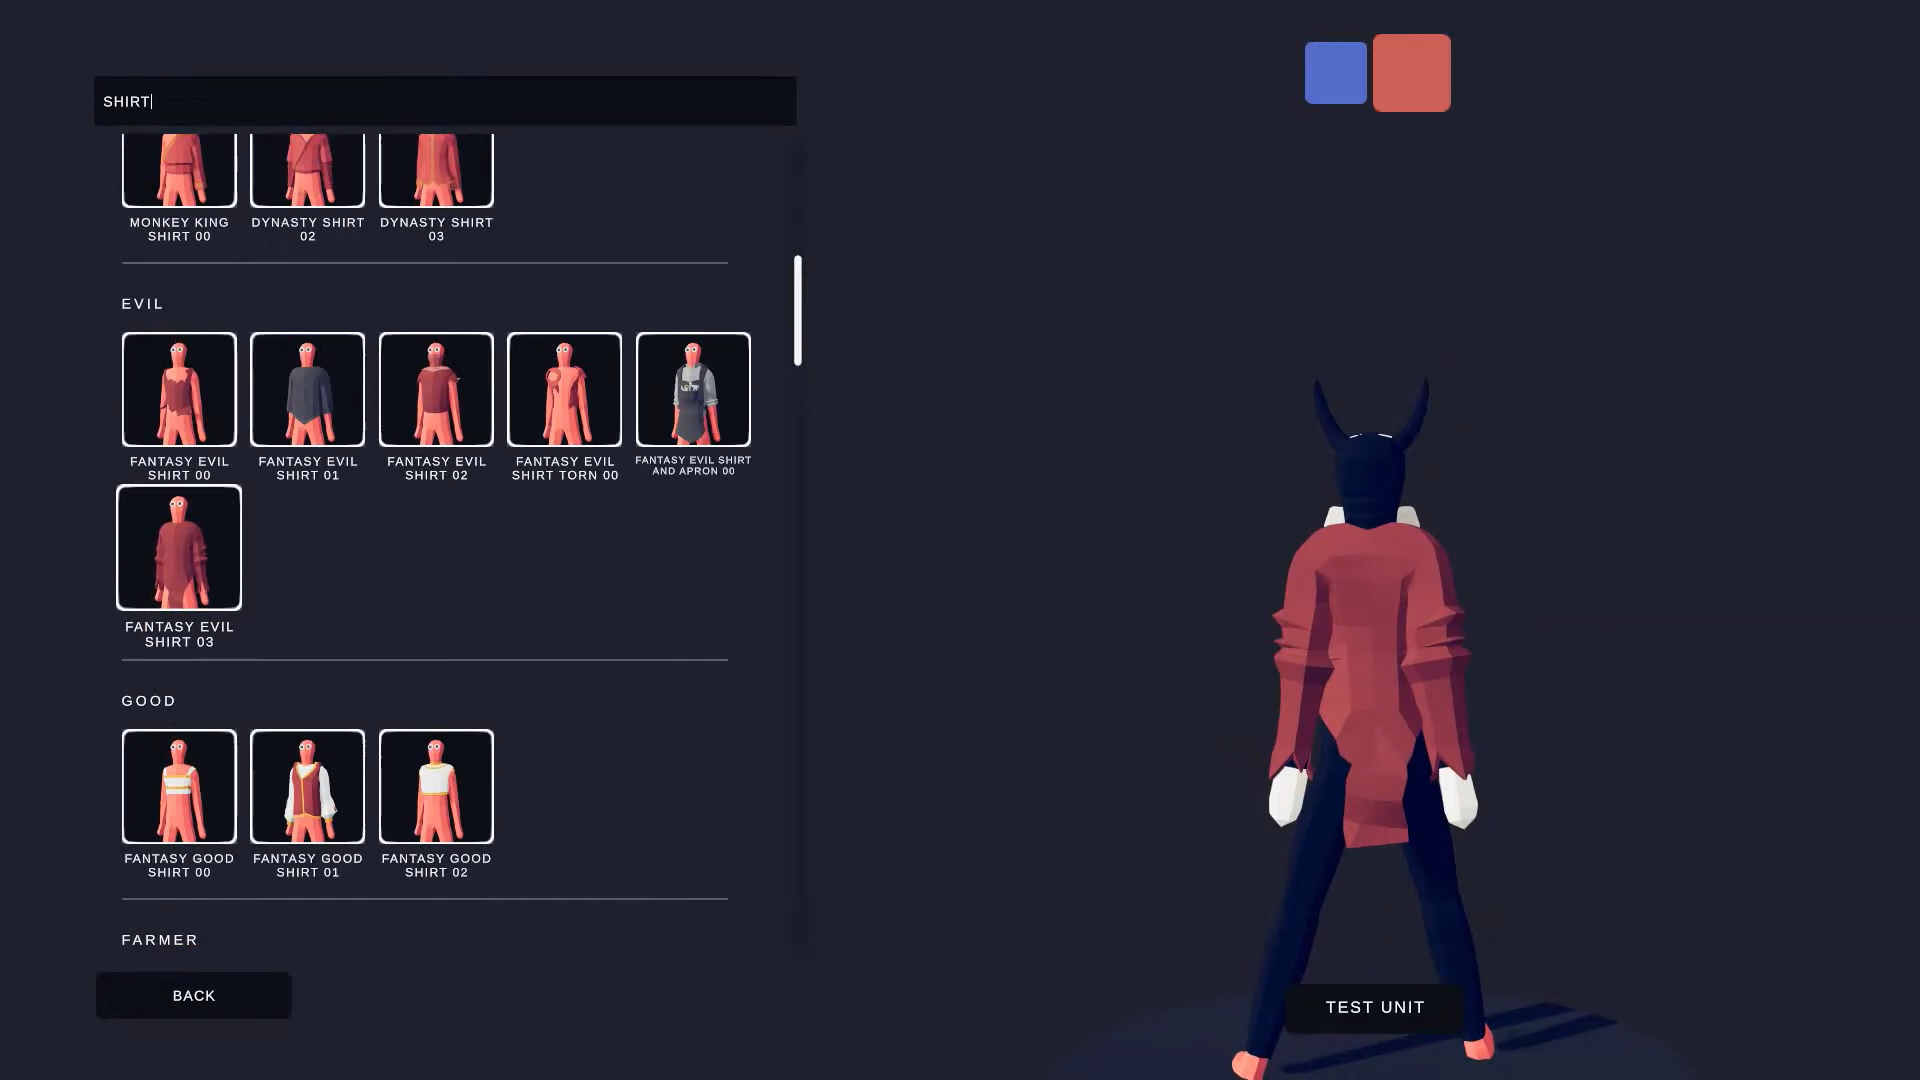 SHIRT
MONKEY KING
SHIRT 00
DYNASTY SHIRT
02
DYNASTY SHIRT
03
EVIL
FANTASY EVIL
SHIRT 00
FANTASY EVIL
SHIRT 01
FANTASY EVIL
SHIRT 02
FANTASY EVIL
SHIRT TORN 00
FANTASY EVIL SHIRT
AND APRON 00
FANTASY EVIL
SHIRT 03
GOOD
FANTASY GOOD
SHIRT 00
FANTASY GOOD
SHIRT 01
FANTASY GOOD
SHIRT 02
FARMER
BACK
TEST UNIT